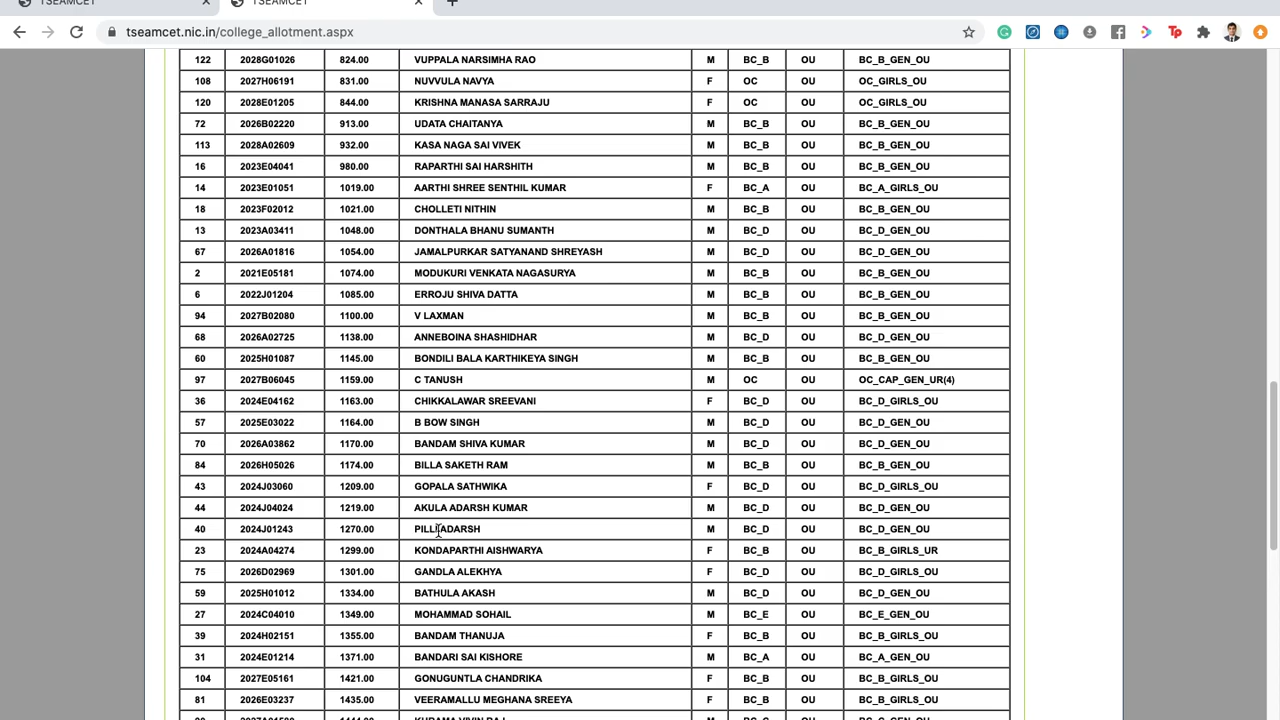 TSEAMCET TSEAMCET
tseamcet.nic.in/college_allotment.aspx
122 2028G01026 824.00 VUPPALA NARSIMHA RAO M BC_B OU BC_B_GEN_OU
108 2027H06191 831.00 NUVVULA NAVYA F OC OU OC_GIRLS_OU
120 2028E01205 844.00 KRISHNA MANASA SARRAJU F OC OU OC_GIRLS_OU
72 2026B02220 913.00 UDATA CHAITANYA M BC_B OU BC_B_GEN_OU
113 2028A02609 932.00 KASA NAGA SAI VIVEK M BC_B OU BC_B_GEN_OU
16 2023E04041 980.00 RAPARTHI SAI HARSHITH M BC_B OU BC_B_GEN_OU
14 2023E01051 1019.00 AARTHI SHREE SENTHIL KUMAR F BC_A OU BC_A_GIRLS_OU
18 2023F02012 1021.00 CHOLLETI NITHIN M BC_B OU BC_B_GEN_OU
13 2023A03411 1048.00 DONTHALA BHANU SUMANTH M BC_D OU BC_D_GEN_OU
67 2026A01816 1054.00 JAMALPURKAR SATYANAND SHREYASH M BC_D OU BC_D_GEN_OU
2 2021E05181 1074.00 MODUKURI VENKATA NAGASURYA M BC_B OU BC_B_GEN_OU
6 2022J01204 1085.00 ERROJU SHIVA DATTA M BC_B OU BC_B_GEN_OU
94 2027B02080 1100.00 V LAXMAN M BC_B OU BC_B_GEN_OU
68 2026A02725 1138.00 ANNEBOINA SHASHIDHAR M BC_D OU BC_D_GEN_OU
60 2025H01087 1145.00 BONDILI BALA KARTHIKEYA SINGH M BC_B OU BC_B_GEN_OU
97 2027B06045 1159.00 C TANUSH M OC OU OC_CAP_GEN_UR(4)
36 2024E04162 1163.00 CHIKKALAWAR SREEVANI F BC_D OU BC_D_GIRLS_OU
57 2025E03022 1164.00 B BOW SINGH M BC_D OU BC_D_GEN_OU
70 2026A03862 1170.00 BANDAM SHIVA KUMAR M BC_D OU BC_D_GEN_OU
84 2026H05026 1174.00 BILLA SAKETH RAM M BC_B OU BC_B_GEN_OU
43 2024J03060 1209.00 GOPALA SATHWIKA F BC_D OU BC_D_GIRLS_OU
44 2024J04024 1219.00 AKULA ADARSH KUMAR M BC_D OU BC_D_GEN_OU
40 2024J01243 1270.00 PILLI ADARSH M BC_D OU BC_D_GEN_OU
23 2024A04274 1299.00 KONDAPARTHI AISHWARYA F BC_B OU BC_B_GIRLS_UR
75 2026D02969 1301.00 GANDLA ALEKHYA F BC_D OU BC_D_GIRLS_OU
59 2025H01012 1334.00 BATHULA AKASH M BC_D OU BC_D_GEN_OU
27 2024C04010 1349.00 MOHAMMAD SOHAIL M BC_E OU BC_E_GEN_OU
39 2024H02151 1355.00 BANDAM THANUJA F BC_B OU BC_B_GIRLS_OU
31 2024E01214 1371.00 BANDARI SAI KISHORE M BC_A OU BC_A_GEN_OU
104 2027E05161 1421.00 GONUGUNTLA CHANDRIKA F BC_B OU BC_B_GIRLS_OU
81 2026E03237 1435.00 VEERAMALLU MEGHANA SREEYA F BC_B OU BC_B_GIRLS_OU